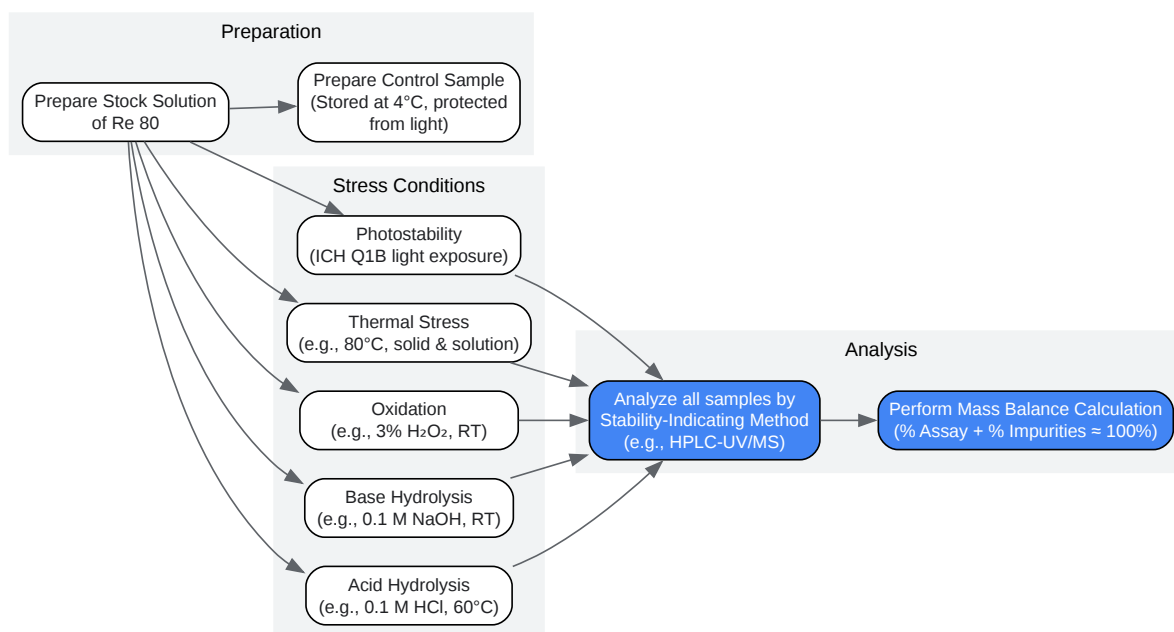 Preparation
Prepare Stock Solution
of Re 80
Prepare Control Sample
(Stored at 4°C, protected
from light)
Stress Conditions
Photostability
(ICH Q1B light exposure)
Thermal Stress
(e.g., 80°C, solid & solution)
Oxidation
(e.g., 3% H₂O₂, RT)
Base Hydrolysis
(e.g., 0.1 M NaOH, RT)
Acid Hydrolysis
(e.g., 0.1 M HCl, 60°C)
Analysis
Analyze all samples by
Stability-Indicating Method
(e.g., HPLC-UV/MS)
Perform Mass Balance Calculation
(% Assay + % Impurities ≈ 100%)